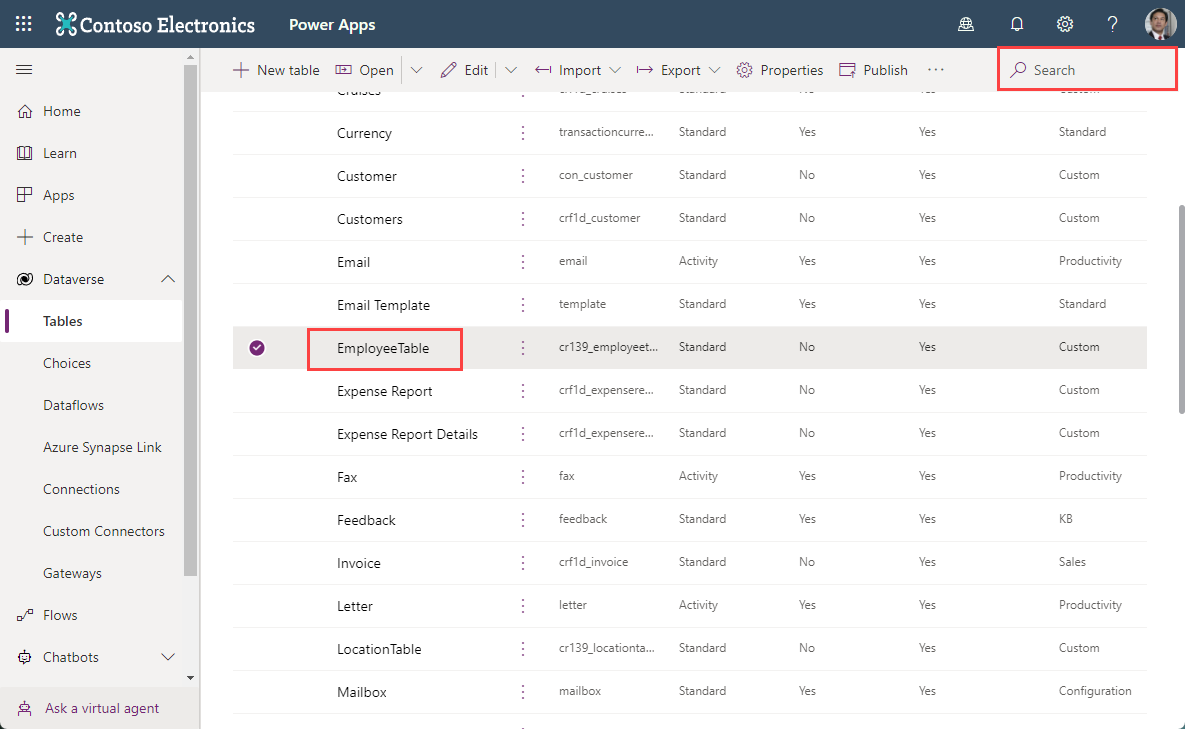 Contoso Electronics Power Apps
New table Open Edit Import Export Properties Publish ... Search
Home
Learn
Apps
Create
Dataverse
Tables
Choices
Dataflows
Azure Synapse Link
Connections
Custom Connectors
Gateways
Flows
Chatbots
Ask a virtual agent
Cruises crf1d_cruises Standard No Yes Custom
Currency transactioncurre... Standard Yes Yes Standard
Customer con_customer Standard No Yes Custom
Customers crf1d_customer Standard No Yes Custom
Email email Activity Yes Yes Productivity
Email Template template Standard Yes Yes Standard
EmployeeTable cr139_employeet... Standard No Yes Custom
Expense Report crf1d_expensere... Standard No Yes Custom
Expense Report Details crf1d_expensere... Standard No Yes Custom
Fax fax Activity Yes Yes Productivity
Feedback feedback Standard Yes Yes KB
Invoice crf1d_invoice Standard No Yes Sales
Letter letter Activity Yes Yes Productivity
LocationTable cr139_locationta... Standard No Yes Custom
Mailbox mailbox Standard Yes Yes Configuration